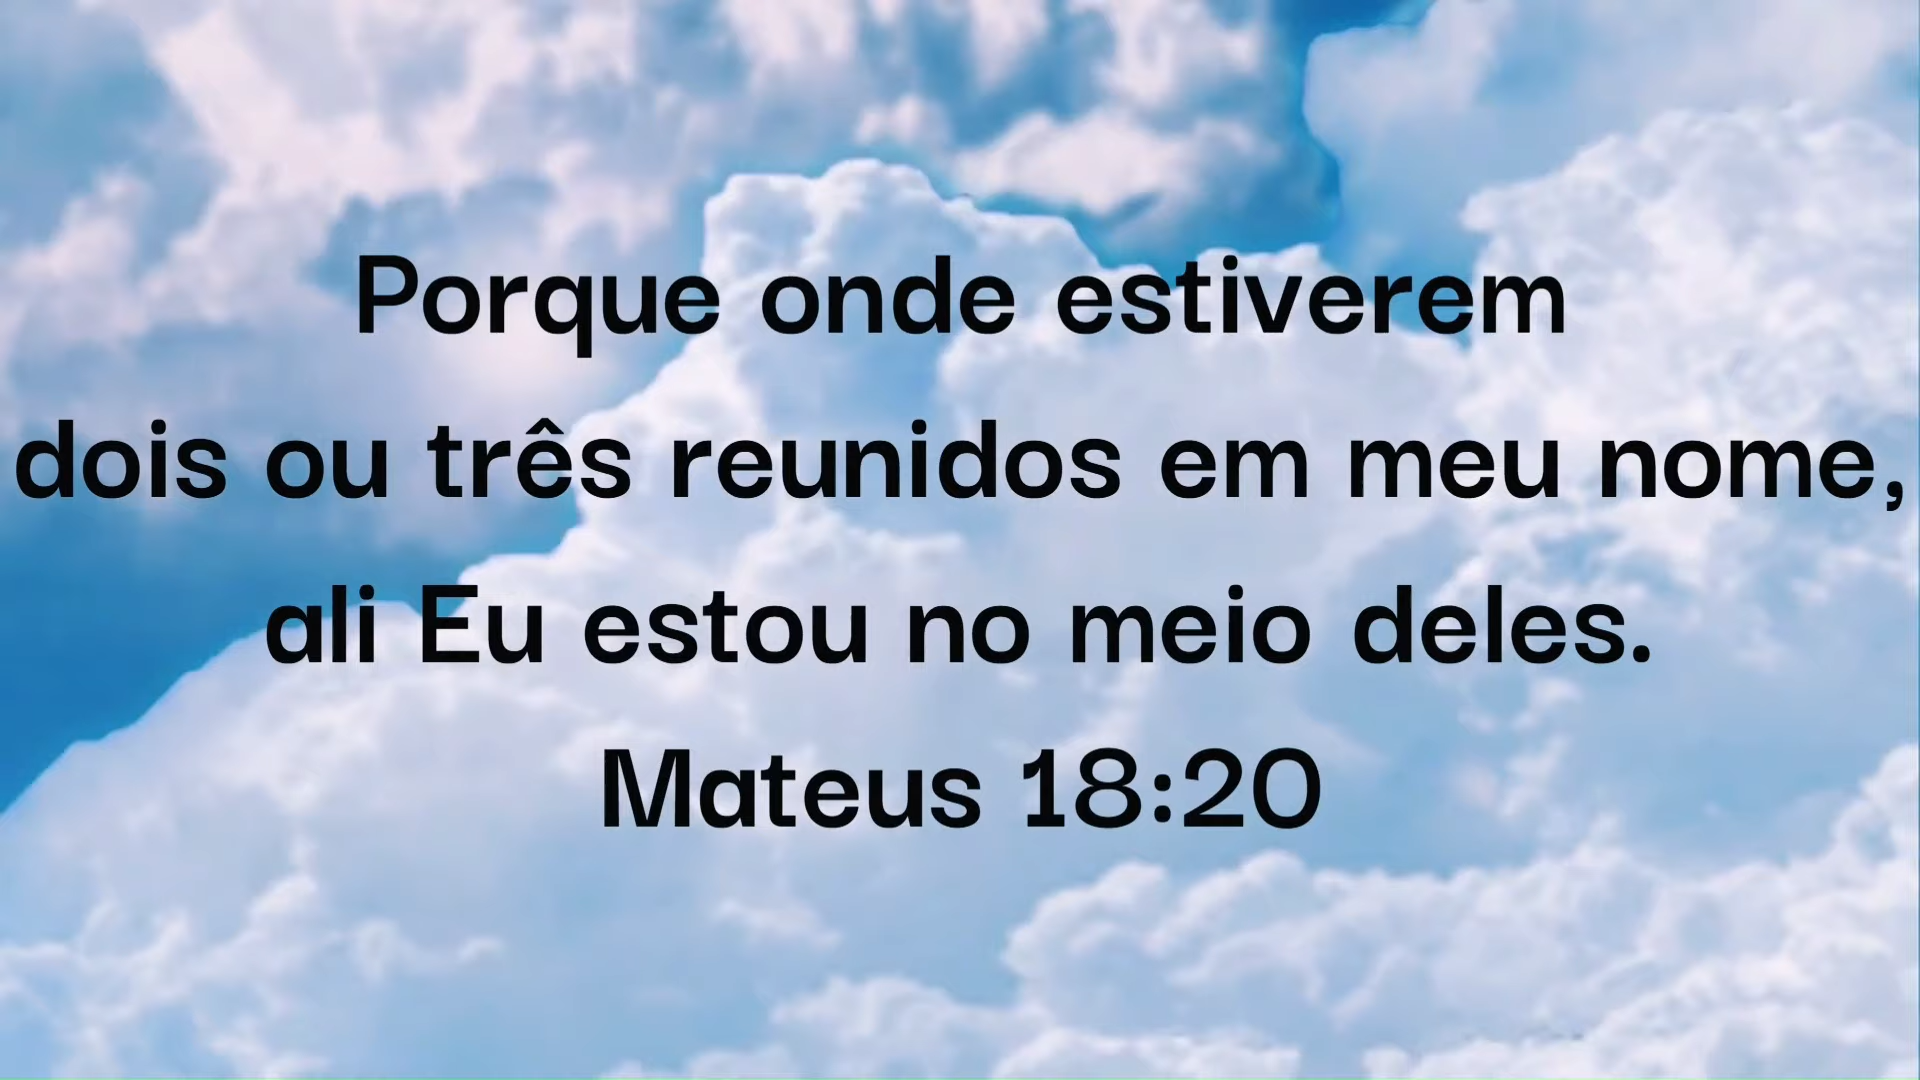 Porque onde estiverem
dois ou três reunidos em meu nome,
ali Eu estou no meio deles.
Mateus 18:20